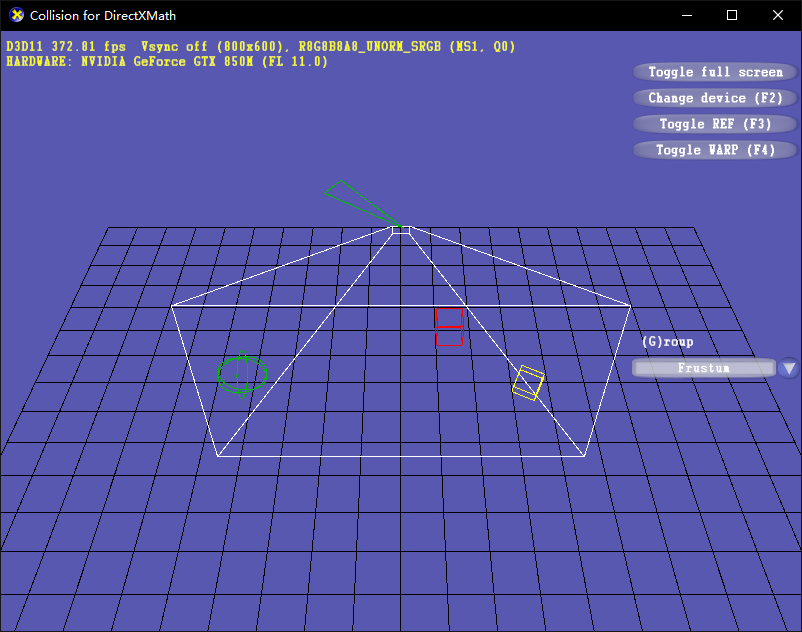 Collision for DirectXMath
D3D11 372.81 fps Vsync off (800x600), R8G8B8A8_UNORM_SRGB (MS1, Q0)
HARDWARE: NVIDIA GeForce GTX 850M (FL 11.0)
Toggle full screen
Change device (F2)
Toggle REF (F3)
Toggle WARP (F4)
(G)roup
Frustum